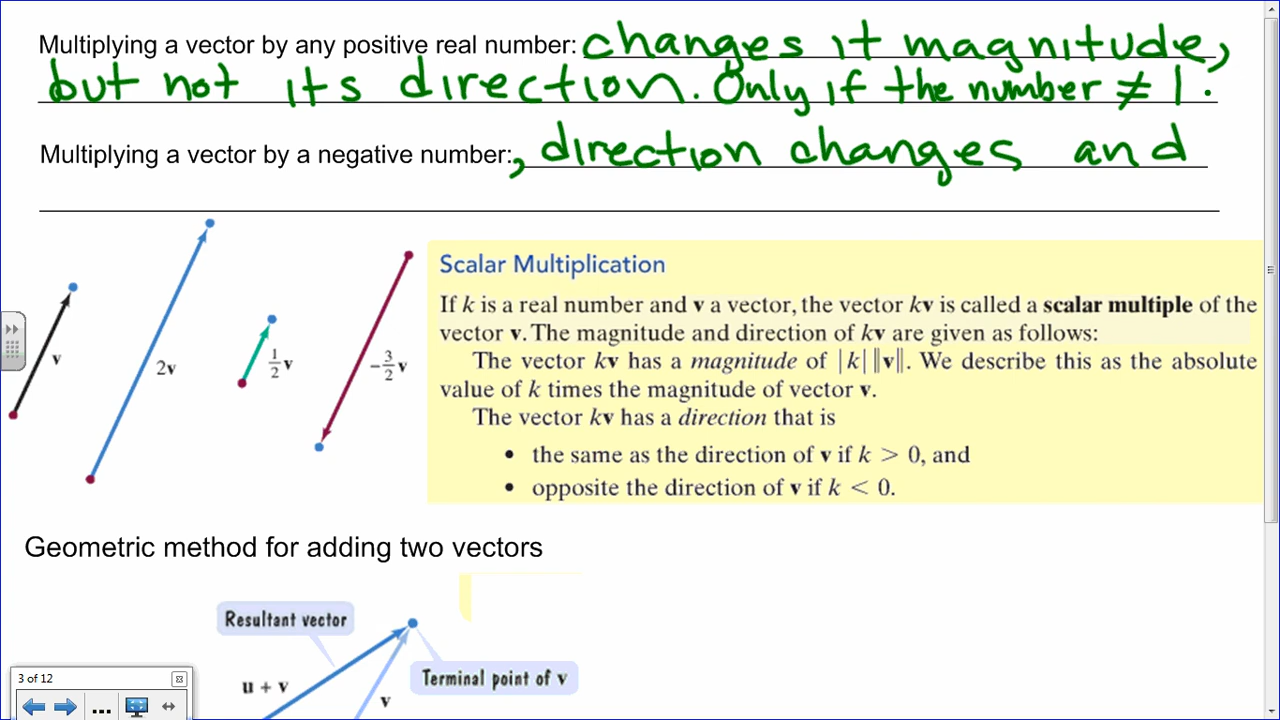 Multiplying a vector by any positive real number: changes it magnitude,
but not its direction. Only if the number ≠ 1.
Multiplying a vector by a negative number:, direction changes and
v
2v
1/2 v
-3/2 v
Scalar Multiplication
If k is a real number and v a vector, the vector kv is called a scalar multiple of the
vector v. The magnitude and direction of kv are given as follows:
The vector kv has a magnitude of |k| ||v||. We describe this as the absolute
value of k times the magnitude of vector v.
The vector kv has a direction that is
• the same as the direction of v if k > 0, and
• opposite the direction of v if k < 0.
Geometric method for adding two vectors
Resultant vector
Terminal point of v
u + v
v
3 of 12